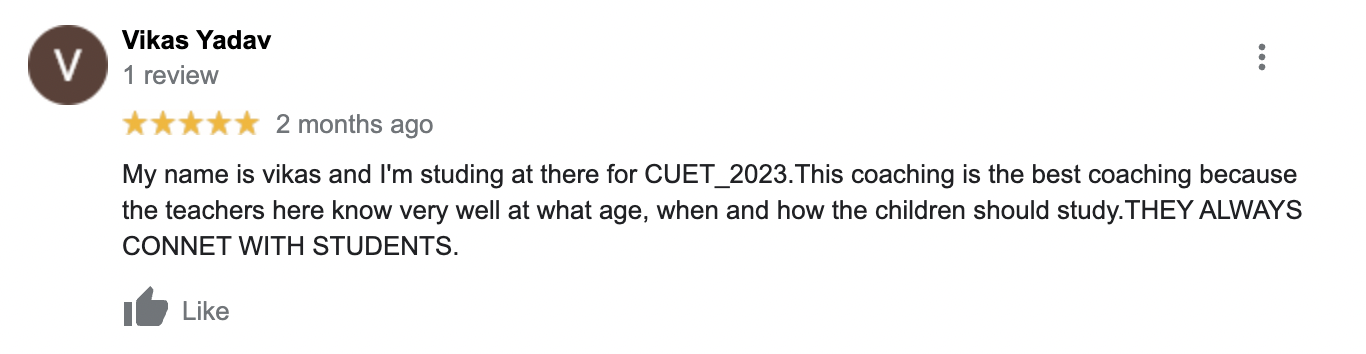 V
Vikas Yadav
1 review
2 months ago
My name is vikas and I'm studing at there for CUET_2023.This coaching is the best coaching because
the teachers here know very well at what age, when and how the children should study.THEY ALWAYS
CONNET WITH STUDENTS.
Like